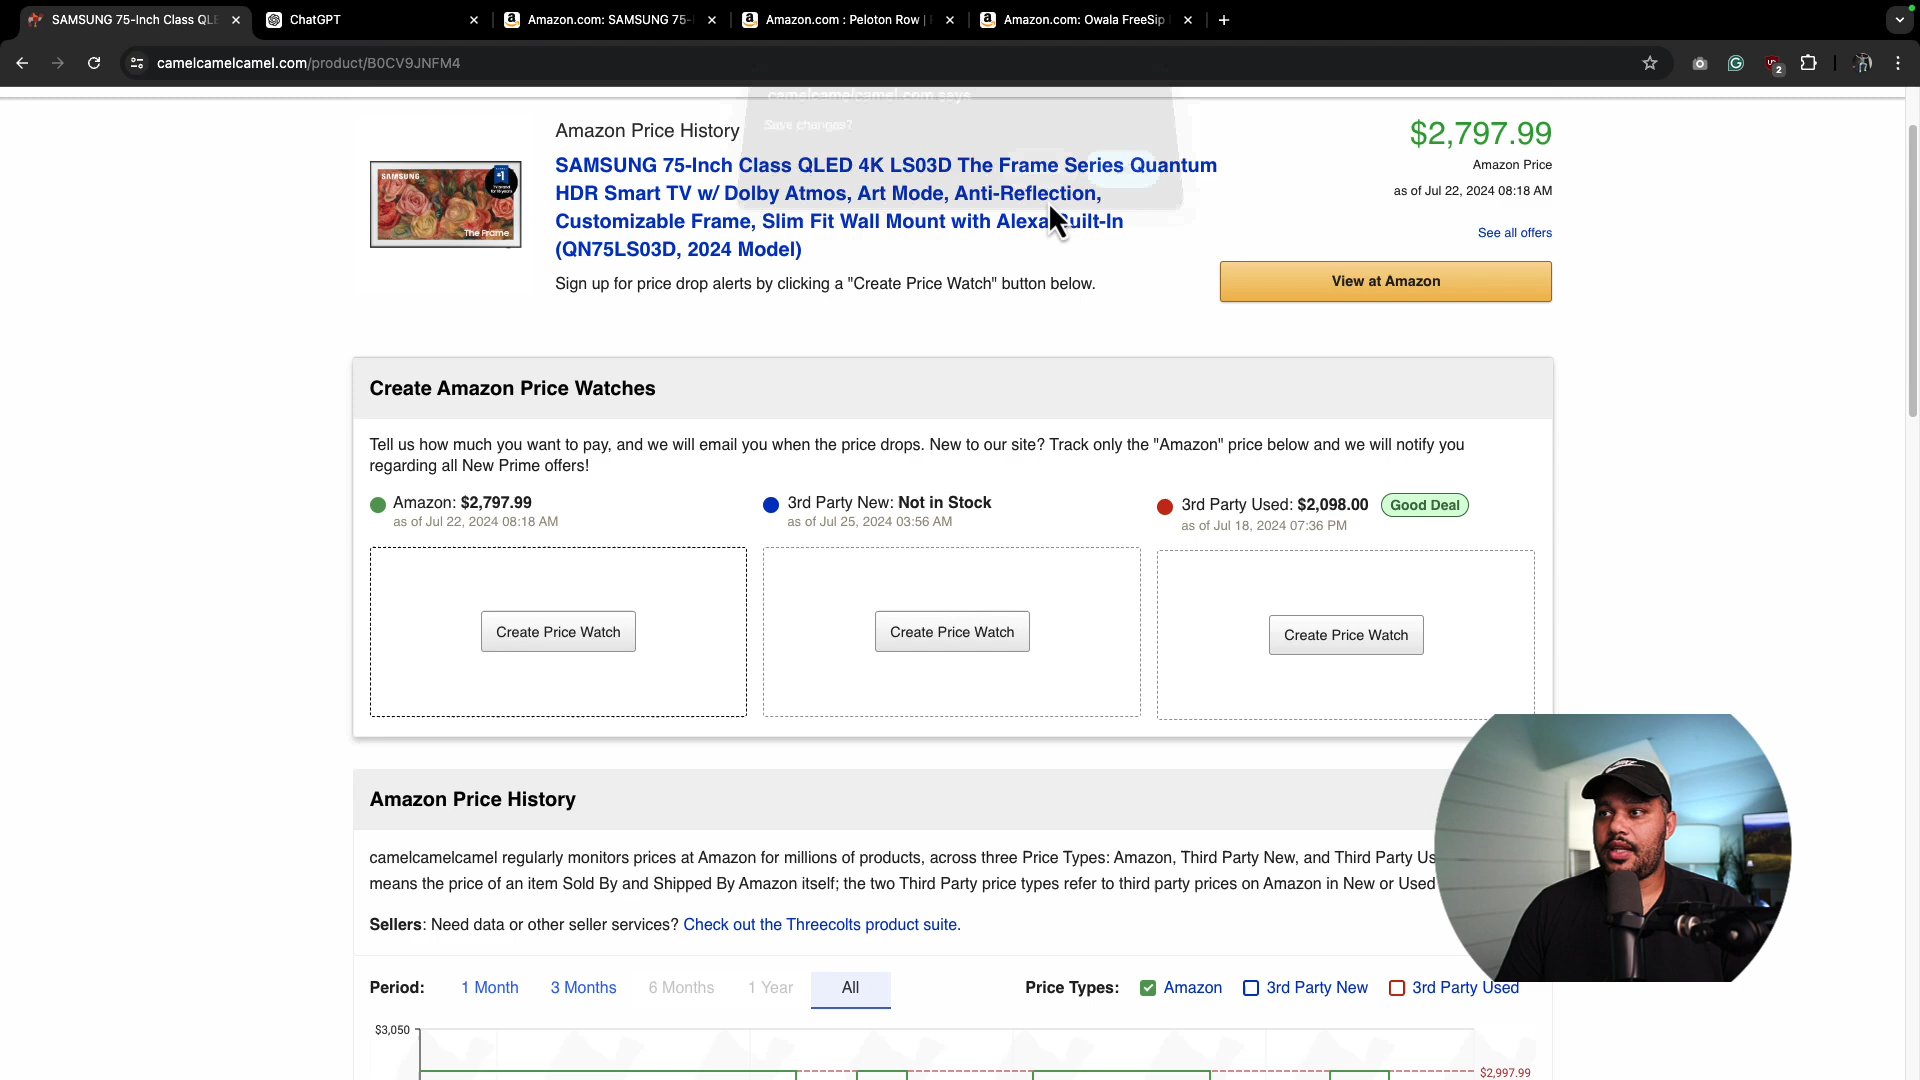 SAMSUNG 75-Inch Class QLE
ChatGPT
Amazon.com: SAMSUNG 75-
Amazon.com : Peloton Row |
Amazon.com: Owala FreeSip
camelcamelcamel.com/product/B0CV9JNFM4
2
camelcamelcamel.com says
Save changes?
Amazon Price History
SAMSUNG 75-Inch Class QLED 4K LS03D The Frame Series Quantum
HDR Smart TV w/ Dolby Atmos, Art Mode, Anti-Reflection,
Customizable Frame, Slim Fit Wall Mount with Alexa Built-In
(QN75LS03D, 2024 Model)
Sign up for price drop alerts by clicking a "Create Price Watch" button below.
SAMSUNG
#1
The Frame
$2,797.99
Amazon Price
as of Jul 22, 2024 08:18 AM
See all offers
View at Amazon
Create Amazon Price Watches
Tell us how much you want to pay, and we will email you when the price drops. New to our site? Track only the "Amazon" price below and we will notify you
regarding all New Prime offers!
Amazon: $2,797.99
as of Jul 22, 2024 08:18 AM
Create Price Watch
3rd Party New: Not in Stock
as of Jul 25, 2024 03:56 AM
Create Price Watch
3rd Party Used: $2,098.00 Good Deal
as of Jul 18, 2024 07:36 PM
Create Price Watch
Amazon Price History
camelcamelcamel regularly monitors prices at Amazon for millions of products, across three Price Types: Amazon, Third Party New, and Third Party Us
means the price of an item Sold By and Shipped By Amazon itself; the two Third Party price types refer to third party prices on Amazon in New or Used
Sellers: Need data or other seller services? Check out the Threecolts product suite.
Period: 1 Month 3 Months 6 Months 1 Year All
Price Types: Amazon 3rd Party New 3rd Party Used
$3,050
$2,997.99